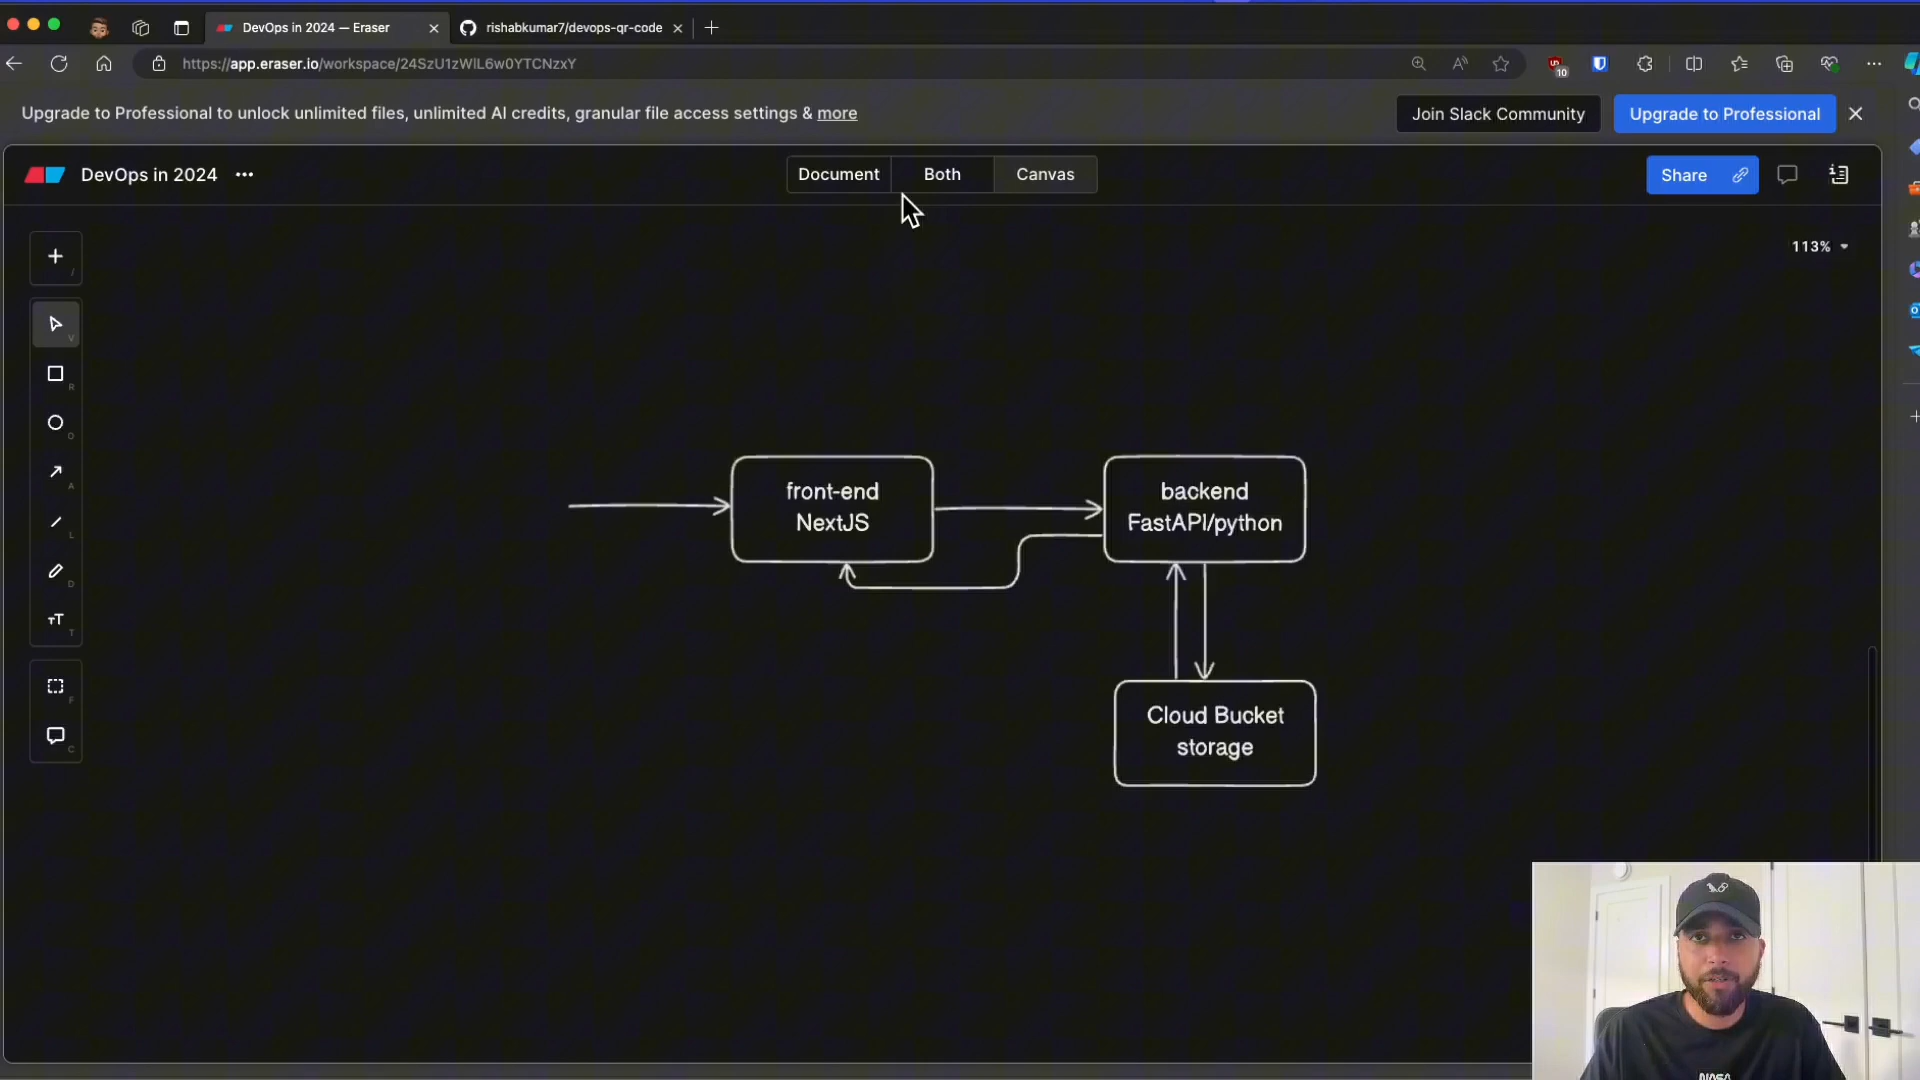 DevOps in 2024 — Eraser
rishabkumar7/devops-qr-code
https://app.eraser.io/workspace/24SzU1zWlL6w0YTCNzxY
10
Upgrade to Professional to unlock unlimited files, unlimited AI credits, granular file access settings & more
Join Slack Community
Upgrade to Professional
DevOps in 2024
Document
Both
Canvas
Share
113%
/
V
R
O
A
L
D
T
F
C
front-end
NextJS
backend
FastAPI/python
Cloud Bucket
storage